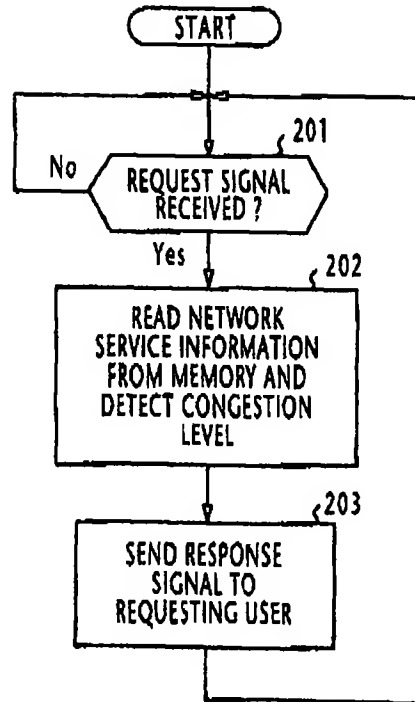 START
201
No
REQUEST SIGNAL
RECEIVED ?
Yes
202
READ NETWORK
SERVICE INFORMATION
FROM MEMORY AND
DETECT CONGESTION
LEVEL
203
SEND RESPONSE
SIGNAL TO
REQUESTING USER